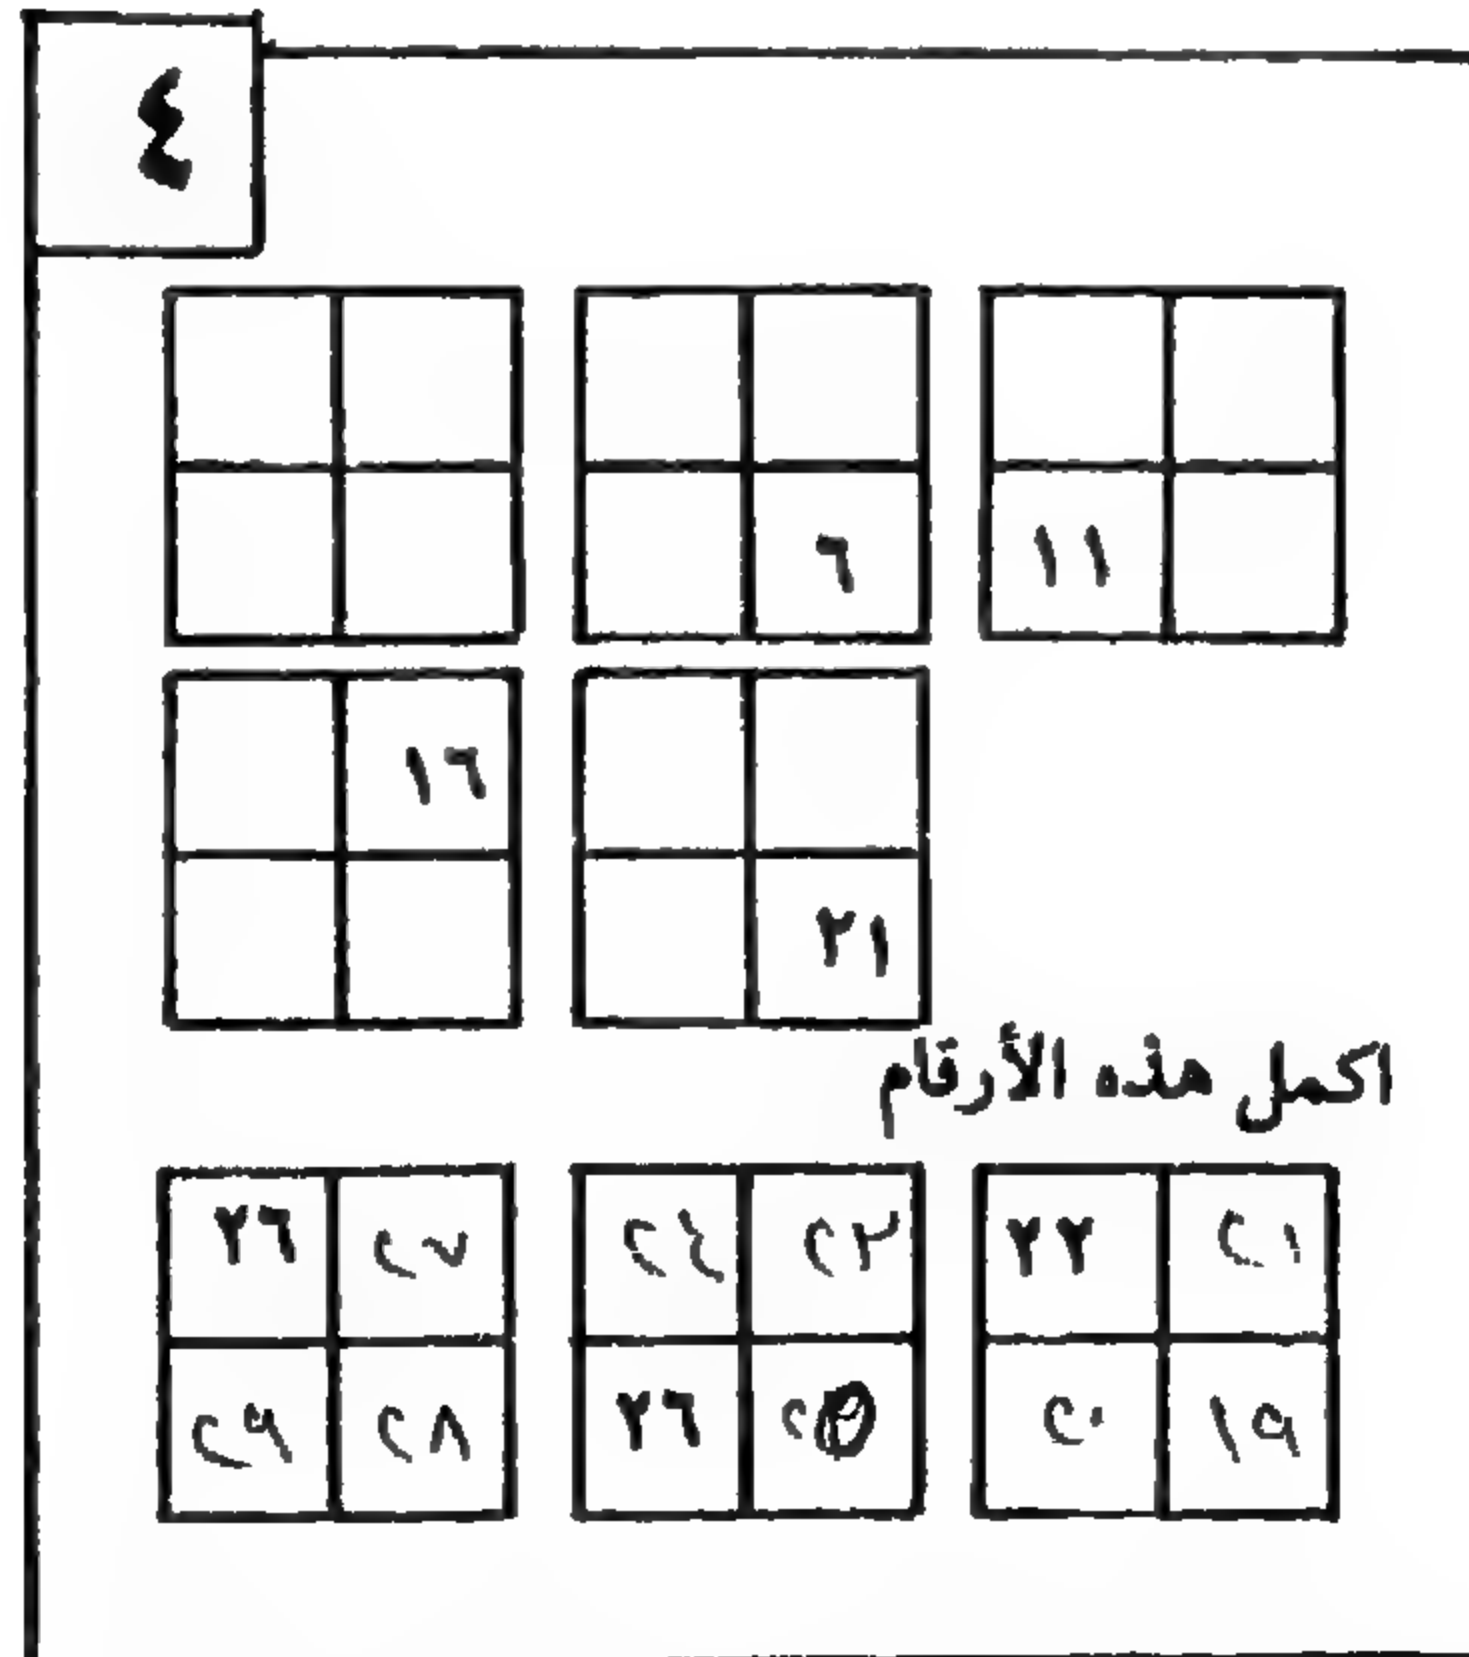 ٤
٦ ١١
١٦
٢١
اكمل هذه الأرقام
٢٦ ٢٧ ٢٤ ٢٣ ٢٢ ٢١
٢٩ ٢٨ ٢٦ ٢٥ ٢٠ ١٩